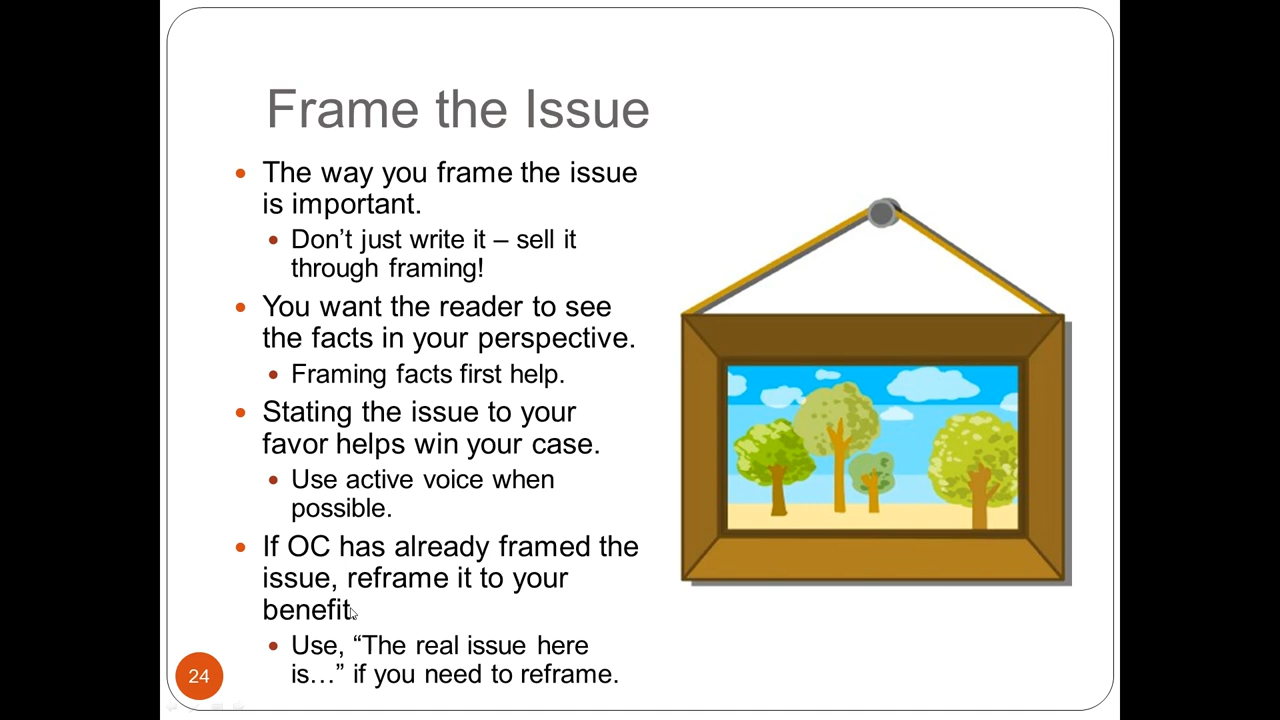 Frame the Issue
The way you frame the issue
is important.
Don’t just write it – sell it
through framing!
You want the reader to see
the facts in your perspective.
Framing facts first help.
Stating the issue to your
favor helps win your case.
Use active voice when
possible.
If OC has already framed the
issue, reframe it to your
benefit.
Use, “The real issue here
is…” if you need to reframe.
24